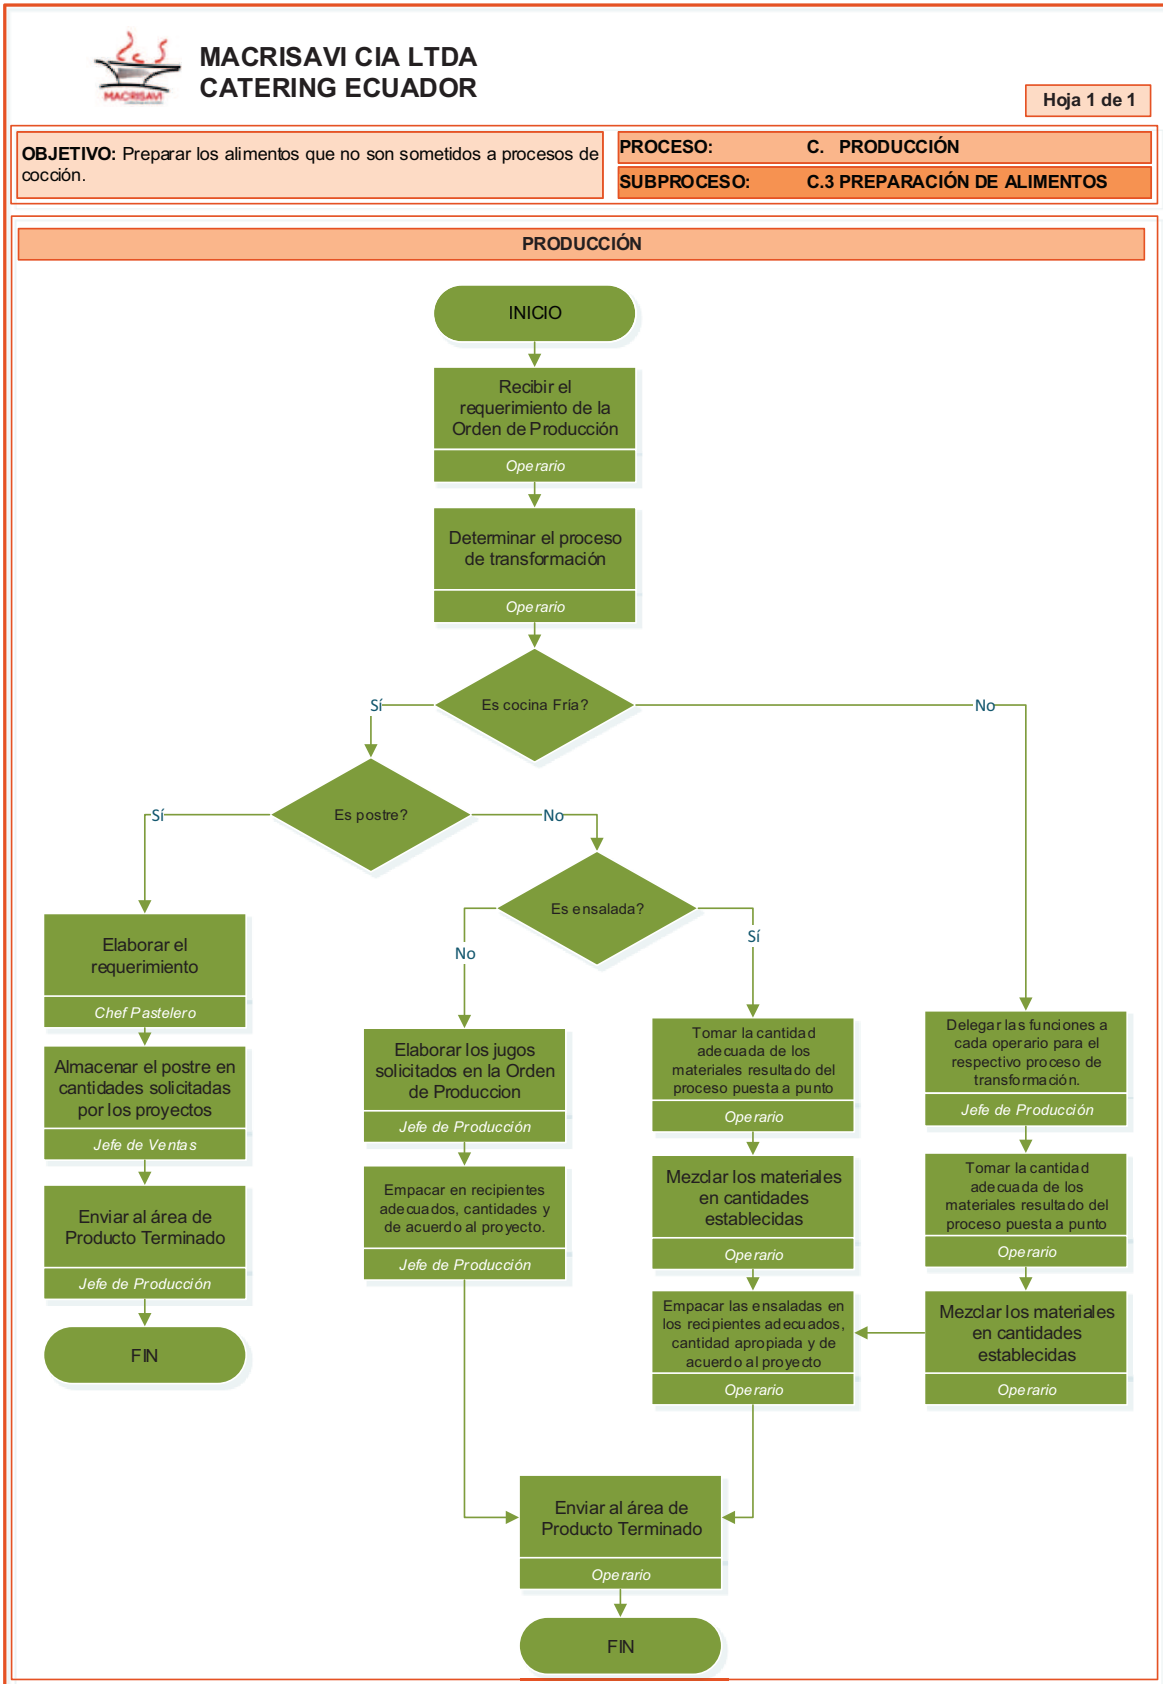 MACRISAVI CIA LTDA
CATERING ECUADOR
MACRISAVI
Hoja 1 de 1
OBJETIVO: Preparar los alimentos que no son sometidos a procesos de
cocción.
PROCESO: C. PRODUCCIÓN
SUBPROCESO: C.3 PREPARACIÓN DE ALIMENTOS
PRODUCCIÓN
INICIO
Recibir el
requerimiento de la
Orden de Producción
Operario
Determinar el proceso
de transformación
Operario
Es cocina Fría?
Sí
No
Es postre?
Sí
No
Es ensalada?
No
Sí
Elaborar el
requerimiento
Chef Pastelero
Almacenar el postre en
cantidades solicitadas
por los proyectos
Jefe de Ventas
Enviar al área de
Producto Terminado
Jefe de Producción
FIN
Elaborar los jugos
solicitados en la Orden
de Produccion
Jefe de Producción
Empacar en recipientes
adecuados, cantidades y
de acuerdo al proyecto.
Jefe de Producción
Tomar la cantidad
adecuada de los
materiales resultado del
proceso puesta a punto
Operario
Mezclar los materiales
en cantidades
establecidas
Operario
Empacar las ensaladas en
los recipientes adecuados,
cantidad apropiada y de
acuerdo al proyecto
Operario
Delegar las funciones a
cada operario para el
respectivo proceso de
transformación.
Jefe de Producción
Tomar la cantidad
adecuada de los
materiales resultado del
proceso puesta a punto
Operario
Mezclar los materiales
en cantidades
establecidas
Operario
Enviar al área de
Producto Terminado
Operario
FIN